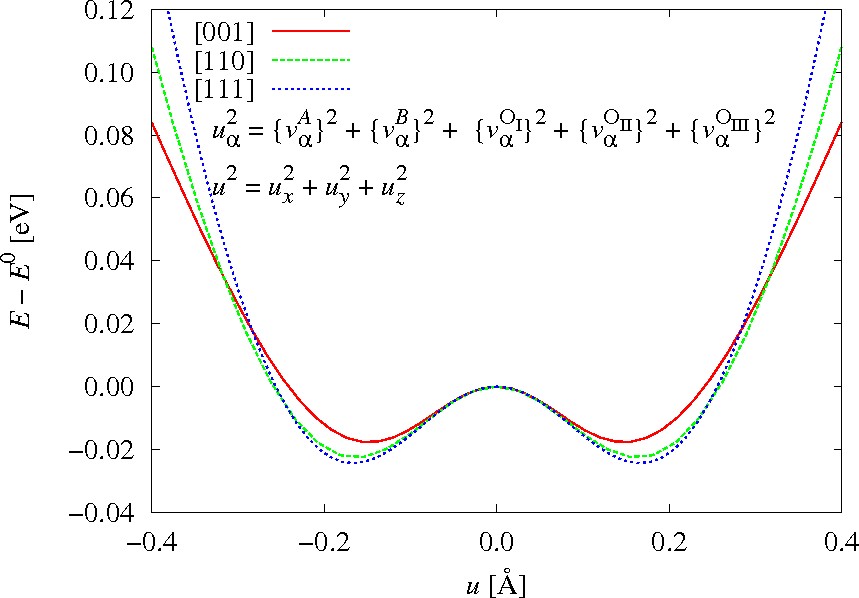 0.12
0.10
0.08
0.06
0.04
0.02
0.00
−0.02
−0.04
E − E⁰ [eV]
[001]
[110]
[111]
u_α^2 = {v_α^A}^2 + {v_α^B}^2 + {v_α^{O_I}}^2 + {v_α^{O_II}}^2 + {v_α^{O_III}}^2
u^2 = u_x^2 + u_y^2 + u_z^2
−0.4 −0.2 0.0 0.2 0.4
u [Å]